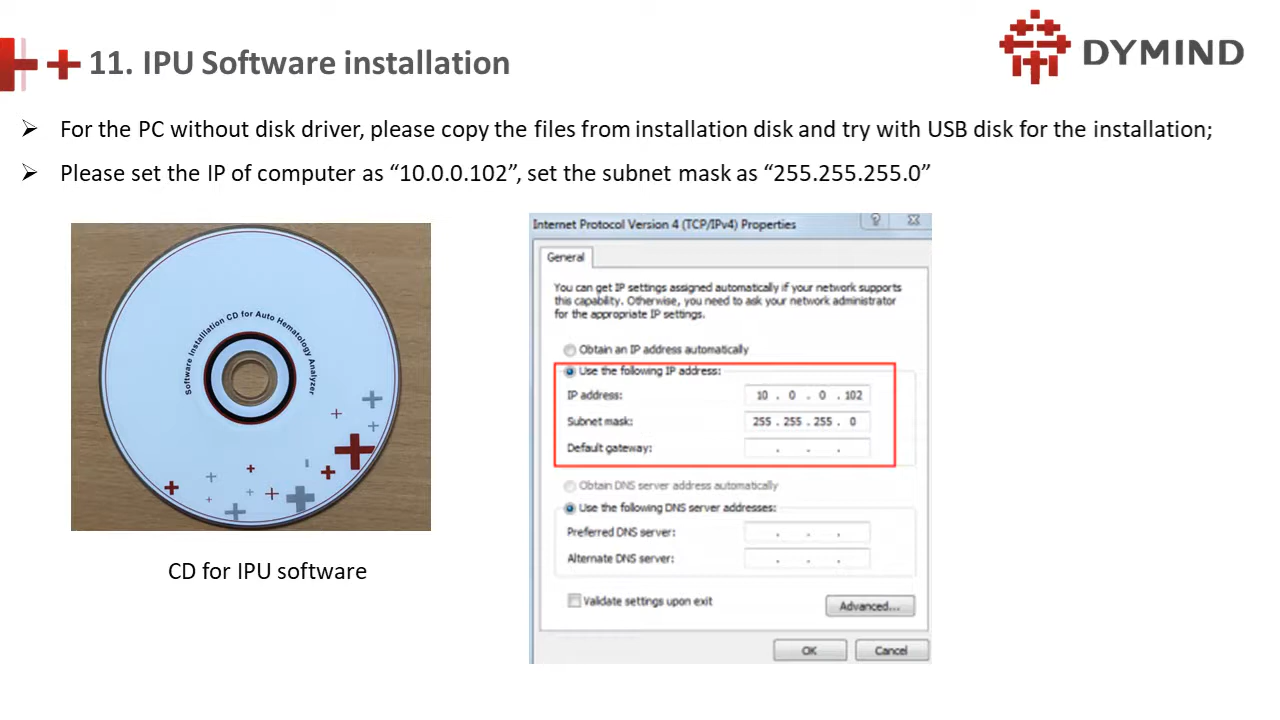 11. IPU Software installation
DYMIND
For the PC without disk driver, please copy the files from installation disk and try with USB disk for the installation;
Please set the IP of computer as “10.0.0.102”, set the subnet mask as “255.255.255.0”
Software Installation CD for Auto Hematology Analyzer
CD for IPU software
Internet Protocol Version 4 (TCP/IPv4) Properties
General
You can get IP settings assigned automatically if your network supports
this capability. Otherwise, you need to ask your network administrator
for the appropriate IP settings.
Obtain an IP address automatically
Use the following IP address:
IP address: 10 . 0 . 0 . 102
Subnet mask: 255 . 255 . 255 . 0
Default gateway: . . .
Obtain DNS server address automatically
Use the following DNS server addresses:
Preferred DNS server: . . .
Alternate DNS server: . . .
Validate settings upon exit
Advanced...
OK Cancel